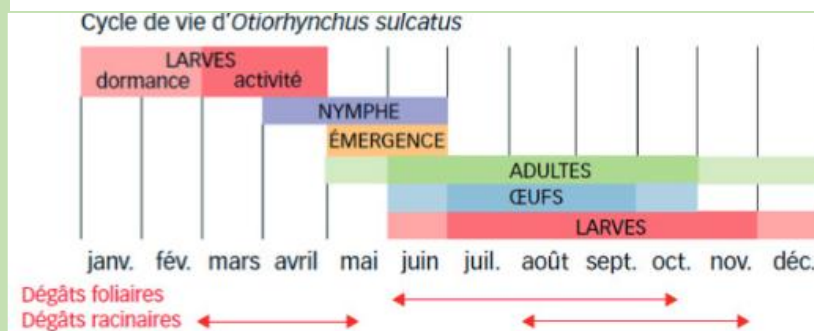 Cycle de vie d'Otiorhynchus sulcatus
LARVES
dormance activité
NYMPHE
ÉMERGENCE
ADULTES
ŒUFS
LARVES
janv. fév. mars avril mai juin juil. août sept. oct. nov. déc.
Dégâts foliaires
Dégâts racinaires